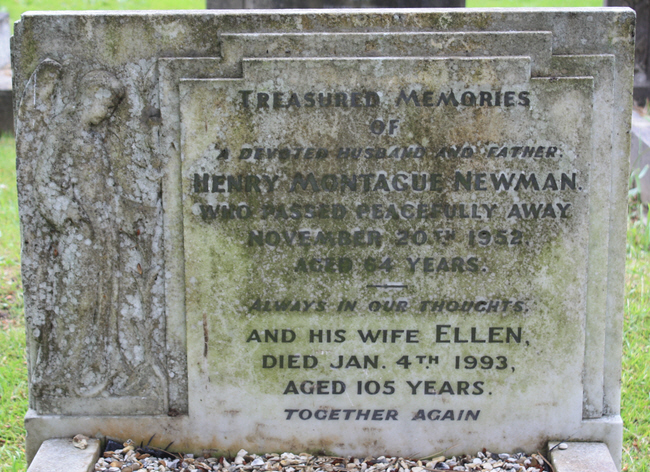 TREASURED MEMORIES
OF
A DEVOTED HUSBAND AND FATHER.
HENRY MONTAGUE NEWMAN.
WHO PASSED PEACEFULLY AWAY
NOVEMBER 20TH 1952.
AGED 64 YEARS.
ALWAYS IN OUR THOUGHTS.
AND HIS WIFE ELLEN,
DIED JAN. 4TH. 1993,
AGED 105 YEARS.
TOGETHER AGAIN